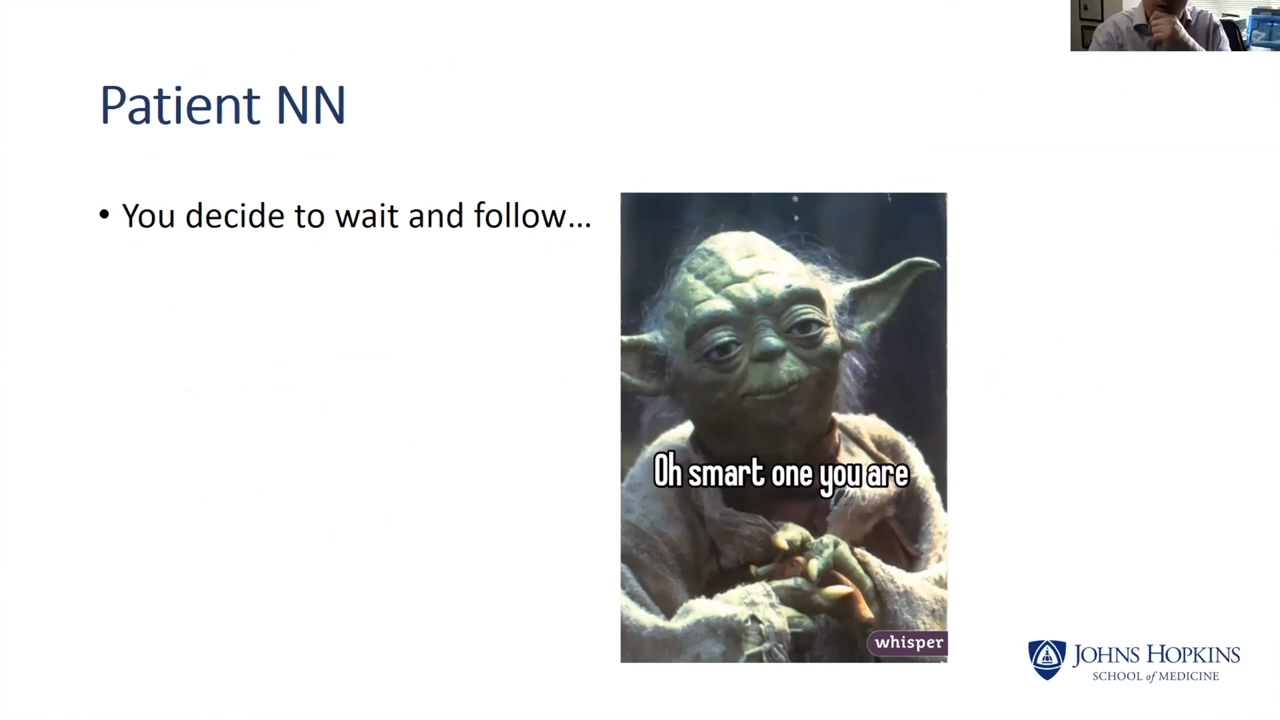 Patient NN
• You decide to wait and follow...
Oh smart one you are
whisper
JOHNS HOPKINS
SCHOOL of MEDICINE